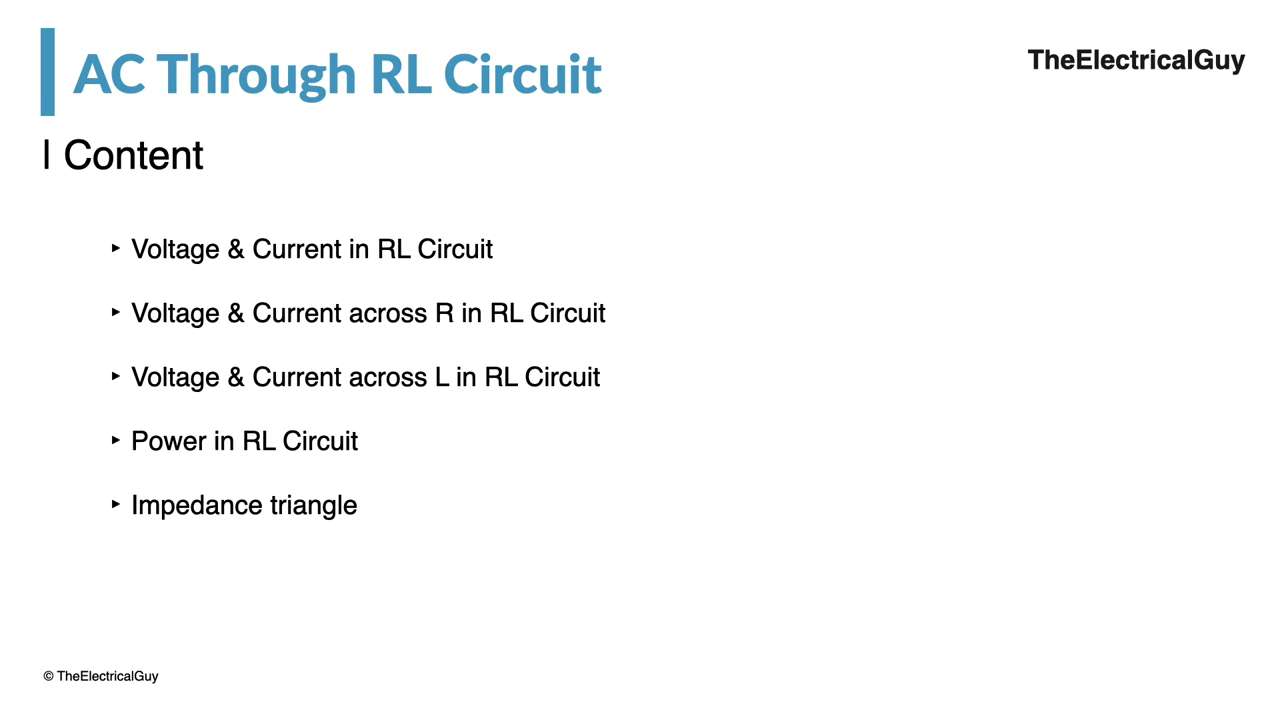 AC Through RL Circuit
TheElectricalGuy
| Content
‣ Voltage & Current in RL Circuit
‣ Voltage & Current across R in RL Circuit
‣ Voltage & Current across L in RL Circuit
‣ Power in RL Circuit
‣ Impedance triangle
© TheElectricalGuy